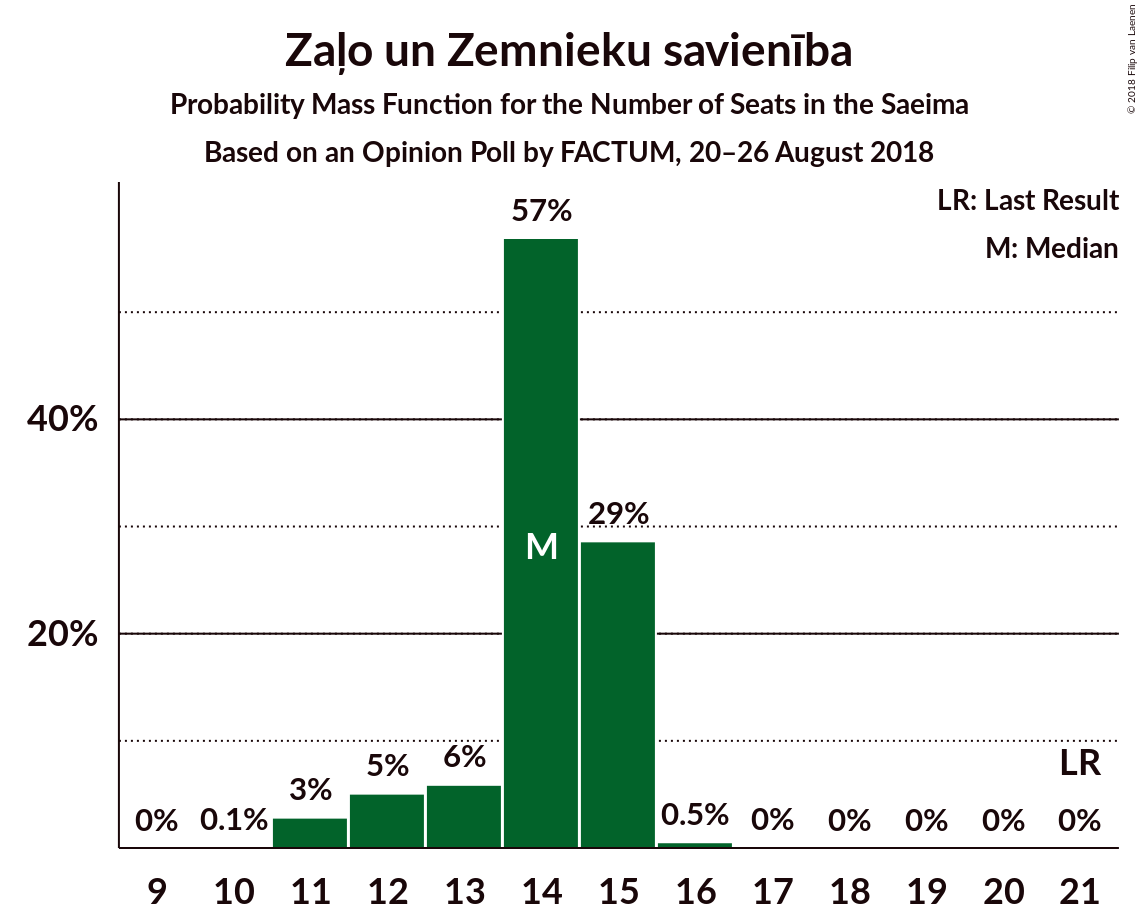 Zaļo un Zemnieku savienība
Probability Mass Function for the Number of Seats in the Saeima
Based on an Opinion Poll by FACTUM, 20–26 August 2018
© 2018 Filip van Laenen
LR: Last Result
M: Median
57%
40%
29%
M
20%
LR
6%
5%
3%
0% 0.1% 0.5% 0% 0% 0% 0% 0%
9 10 11 12 13 14 15 16 17 18 19 20 21